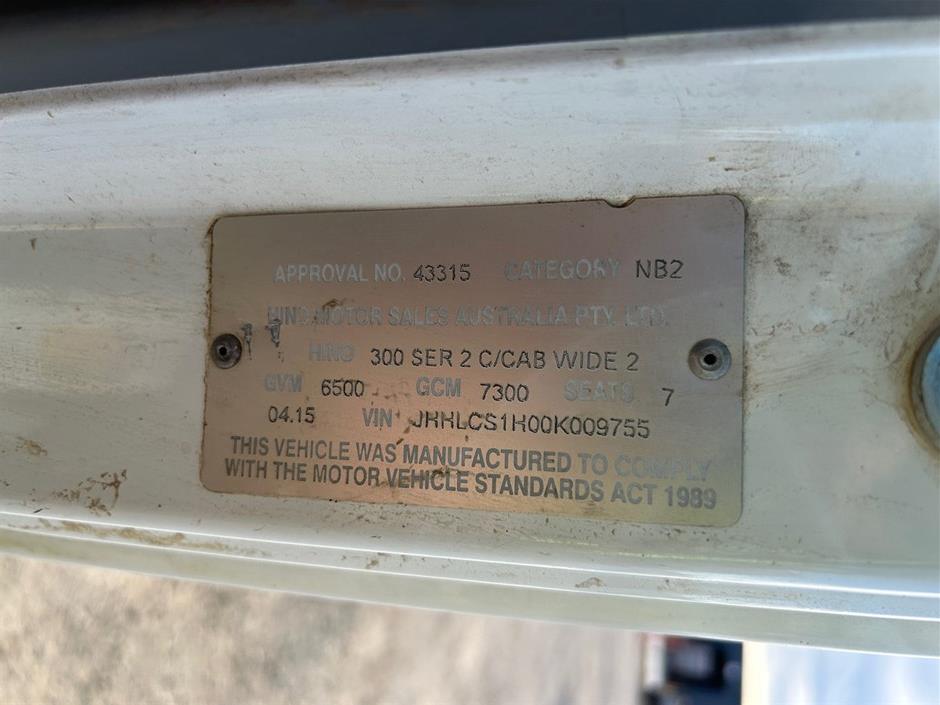 APPROVAL NO. 43315 CATEGORY NB2
HINO MOTOR SALES AUSTRALIA PTY. LTD.
HINO 300 SER 2 C/CAB WIDE 2
GVM 6500 GCM 7300 SEATS 7
04.15 VIN JHHLCS1H00K009755
THIS VEHICLE WAS MANUFACTURED TO COMPLY
WITH THE MOTOR VEHICLE STANDARDS ACT 1989